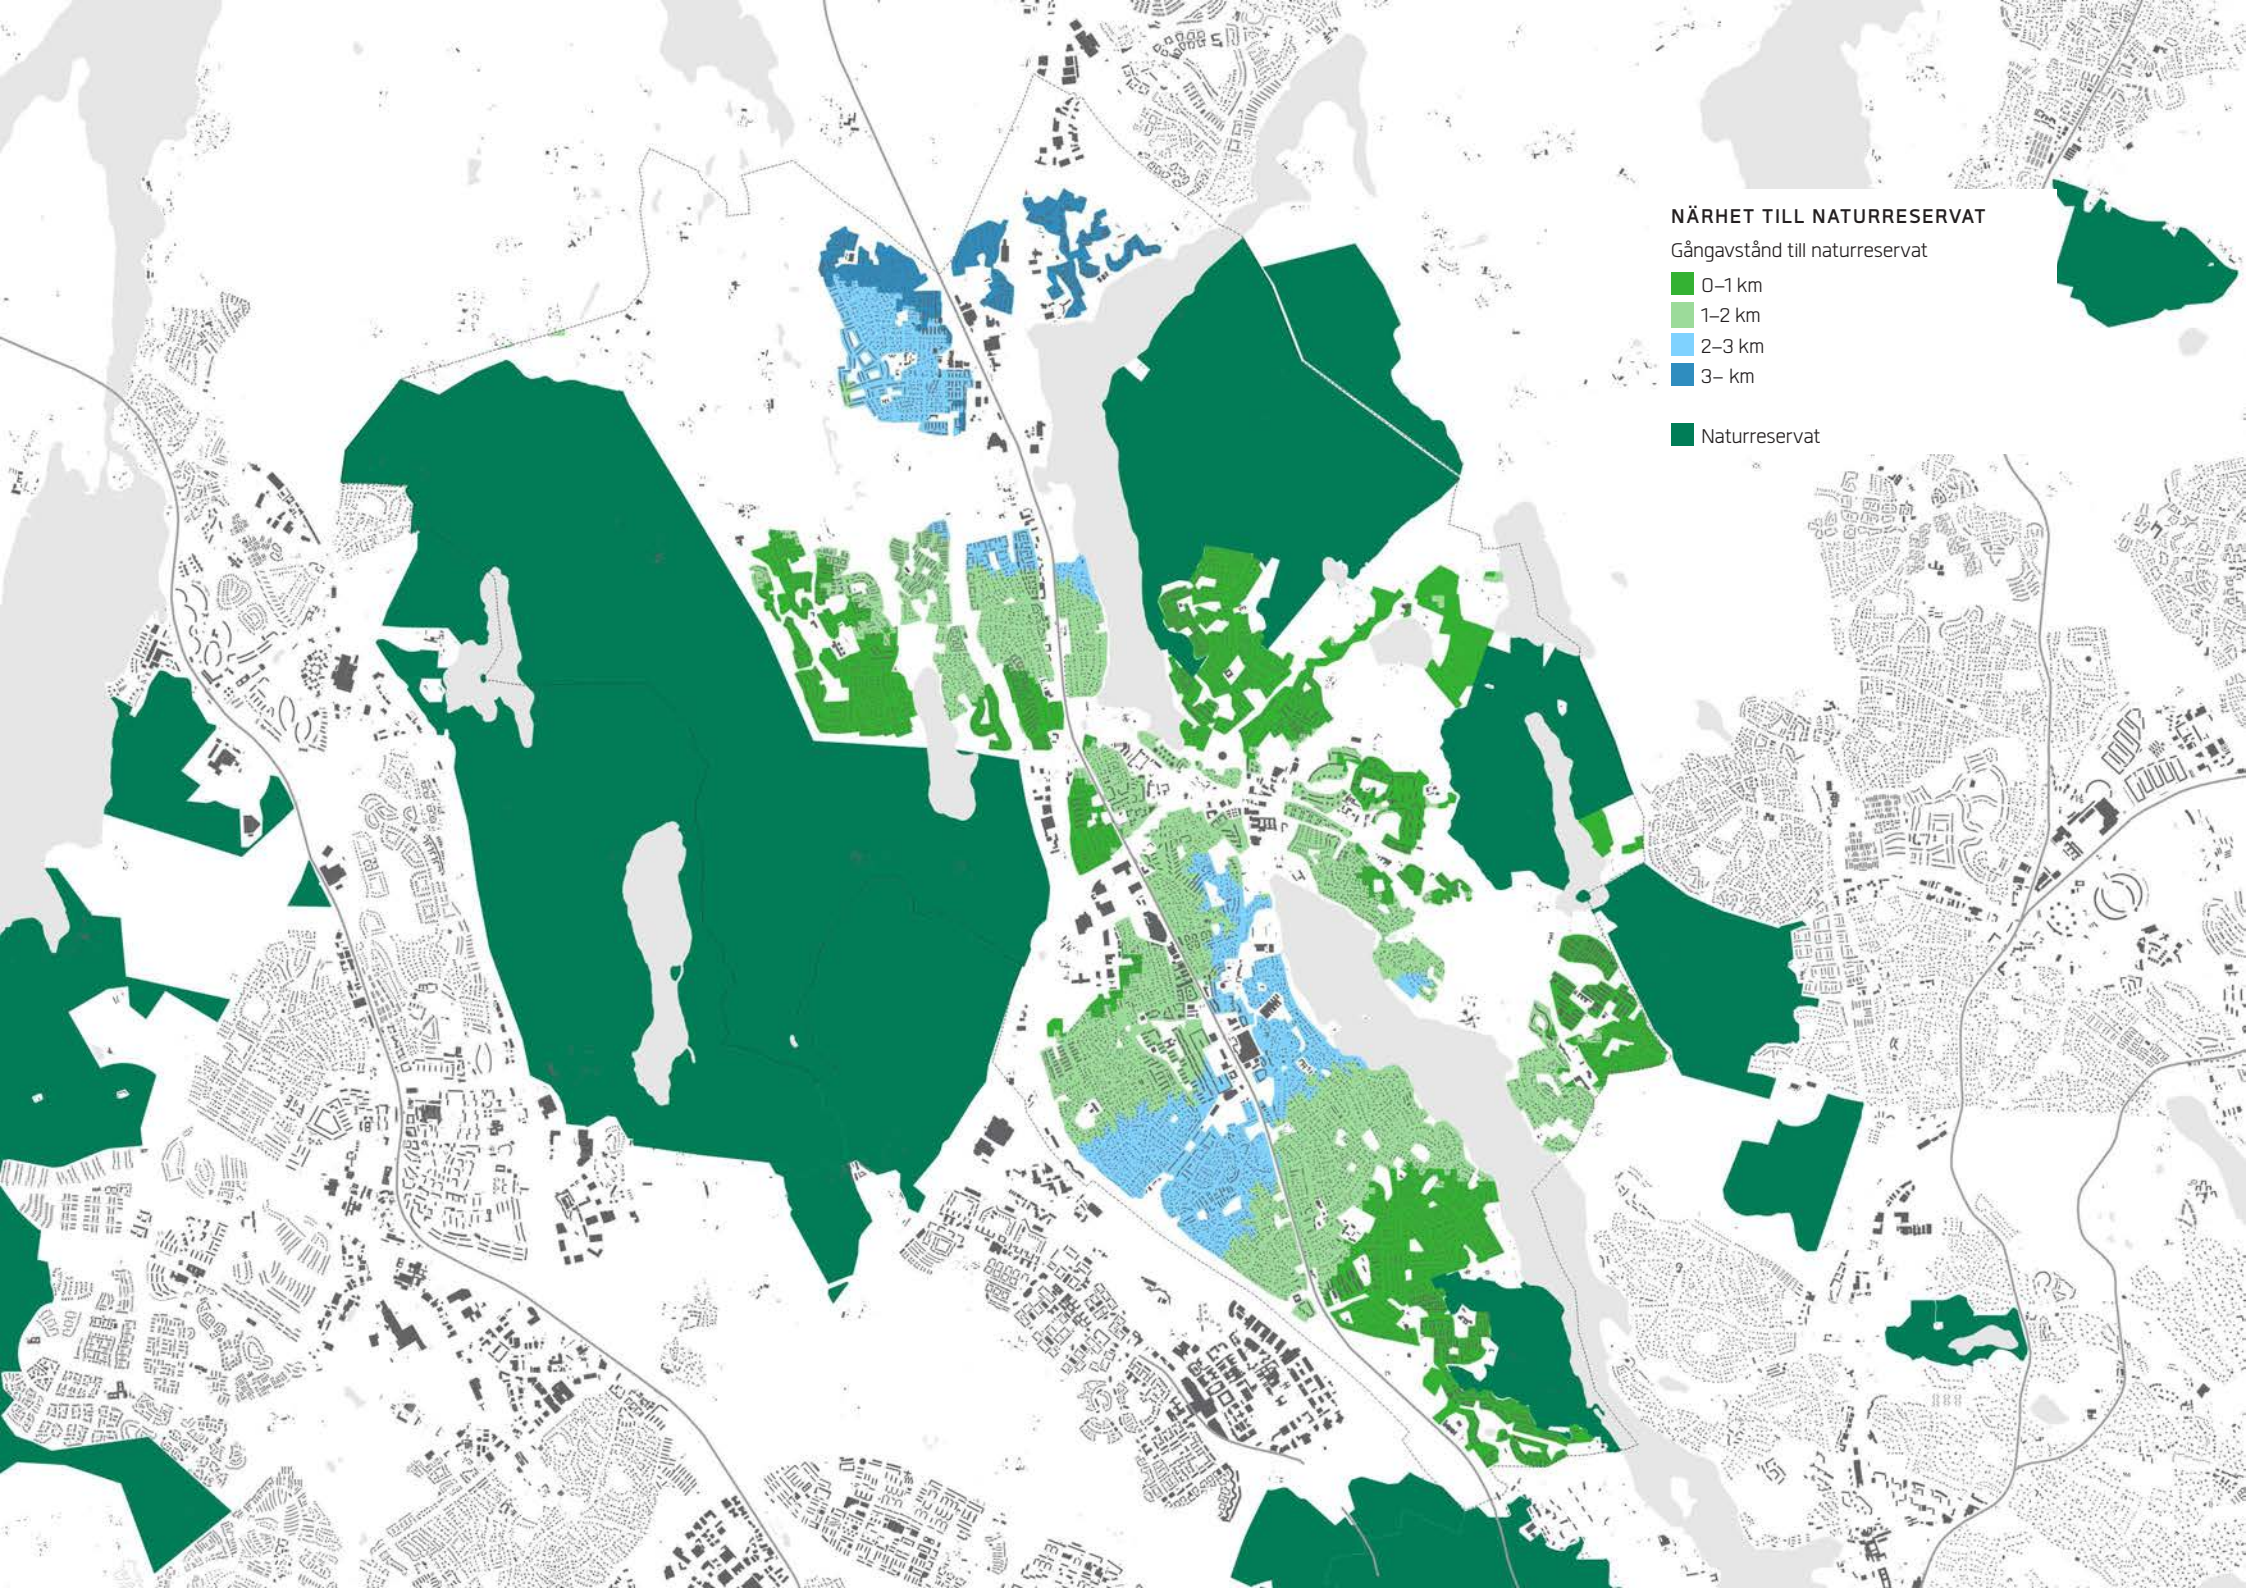 NÄRHET TILL NATURRESERVAT
Gångavstånd till naturreservat
0–1 km
1–2 km
2–3 km
3– km
Naturreservat